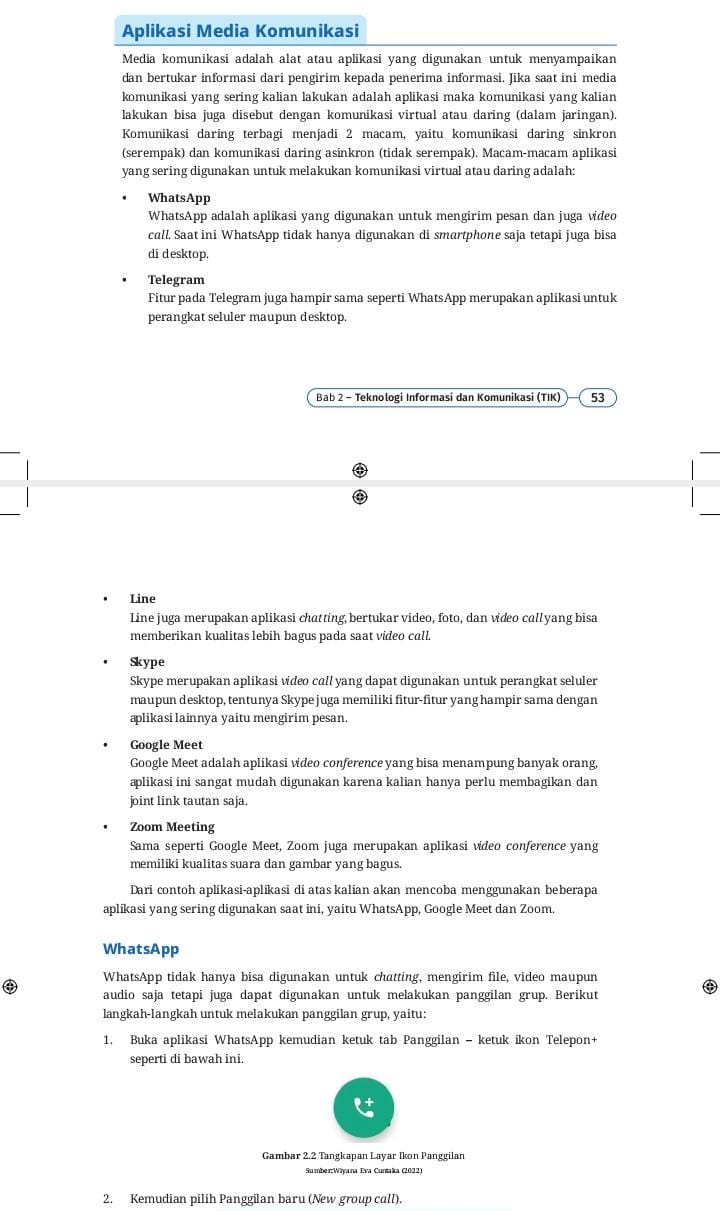 Aplikasi Media Komunikasi
Media komunikasi adalah alat atau aplikasi yang digunakan untuk menyampaikan
dan bertukar informasi dari pengirim kepada penerima informasi. Jika saat ini media
komunikasi yang sering kalian lakukan adalah aplikasi maka komunikasi yang kalian
lakukan bisa juga disebut dengan komunikasi virtual atau daring (dalam jaringan).
Komunikasi daring terbagi menjadi 2 macam, yaitu komunikasi daring sinkron
(serempak) dan komunikasi daring asinkron (tidak serempak). Macam-macam aplikasi
yang sering digunakan untuk melakukan komunikasi virtual atau daring adalah:
• WhatsApp
WhatsApp adalah aplikasi yang digunakan untuk mengirim pesan dan juga video
call. Saat ini WhatsApp tidak hanya digunakan di smartphone saja tetapi juga bisa
di desktop.
• Telegram
Fitur pada Telegram juga hampir sama seperti WhatsApp merupakan aplikasi untuk
perangkat seluler maupun desktop.
Bab 2 – Teknologi Informasi dan Komunikasi (TIK) 53
• Line
Line juga merupakan aplikasi chatting, bertukar video, foto, dan video call yang bisa
memberikan kualitas lebih bagus pada saat video call.
• Skype
Skype merupakan aplikasi video call yang dapat digunakan untuk perangkat seluler
maupun desktop, tentunya Skype juga memiliki fitur-fitur yang hampir sama dengan
aplikasi lainnya yaitu mengirim pesan.
• Google Meet
Google Meet adalah aplikasi video conference yang bisa menampung banyak orang,
aplikasi ini sangat mudah digunakan karena kalian hanya perlu membagikan dan
joint link tautan saja.
• Zoom Meeting
Sama seperti Google Meet, Zoom juga merupakan aplikasi video conference yang
memiliki kualitas suara dan gambar yang bagus.
Dari contoh aplikasi-aplikasi di atas kalian akan mencoba menggunakan beberapa
aplikasi yang sering digunakan saat ini, yaitu WhatsApp, Google Meet dan Zoom.
WhatsApp
WhatsApp tidak hanya bisa digunakan untuk chatting, mengirim file, video maupun
audio saja tetapi juga dapat digunakan untuk melakukan panggilan grup. Berikut
langkah-langkah untuk melakukan panggilan grup, yaitu:
1. Buka aplikasi WhatsApp kemudian ketuk tab Panggilan – ketuk ikon Telepon+
seperti di bawah ini.
Gambar 2.2 Tangkapan Layar Ikon Panggilan
Sumber:Wiyana Eva Cuntaka (2022)
2. Kemudian pilih Panggilan baru (New group call).